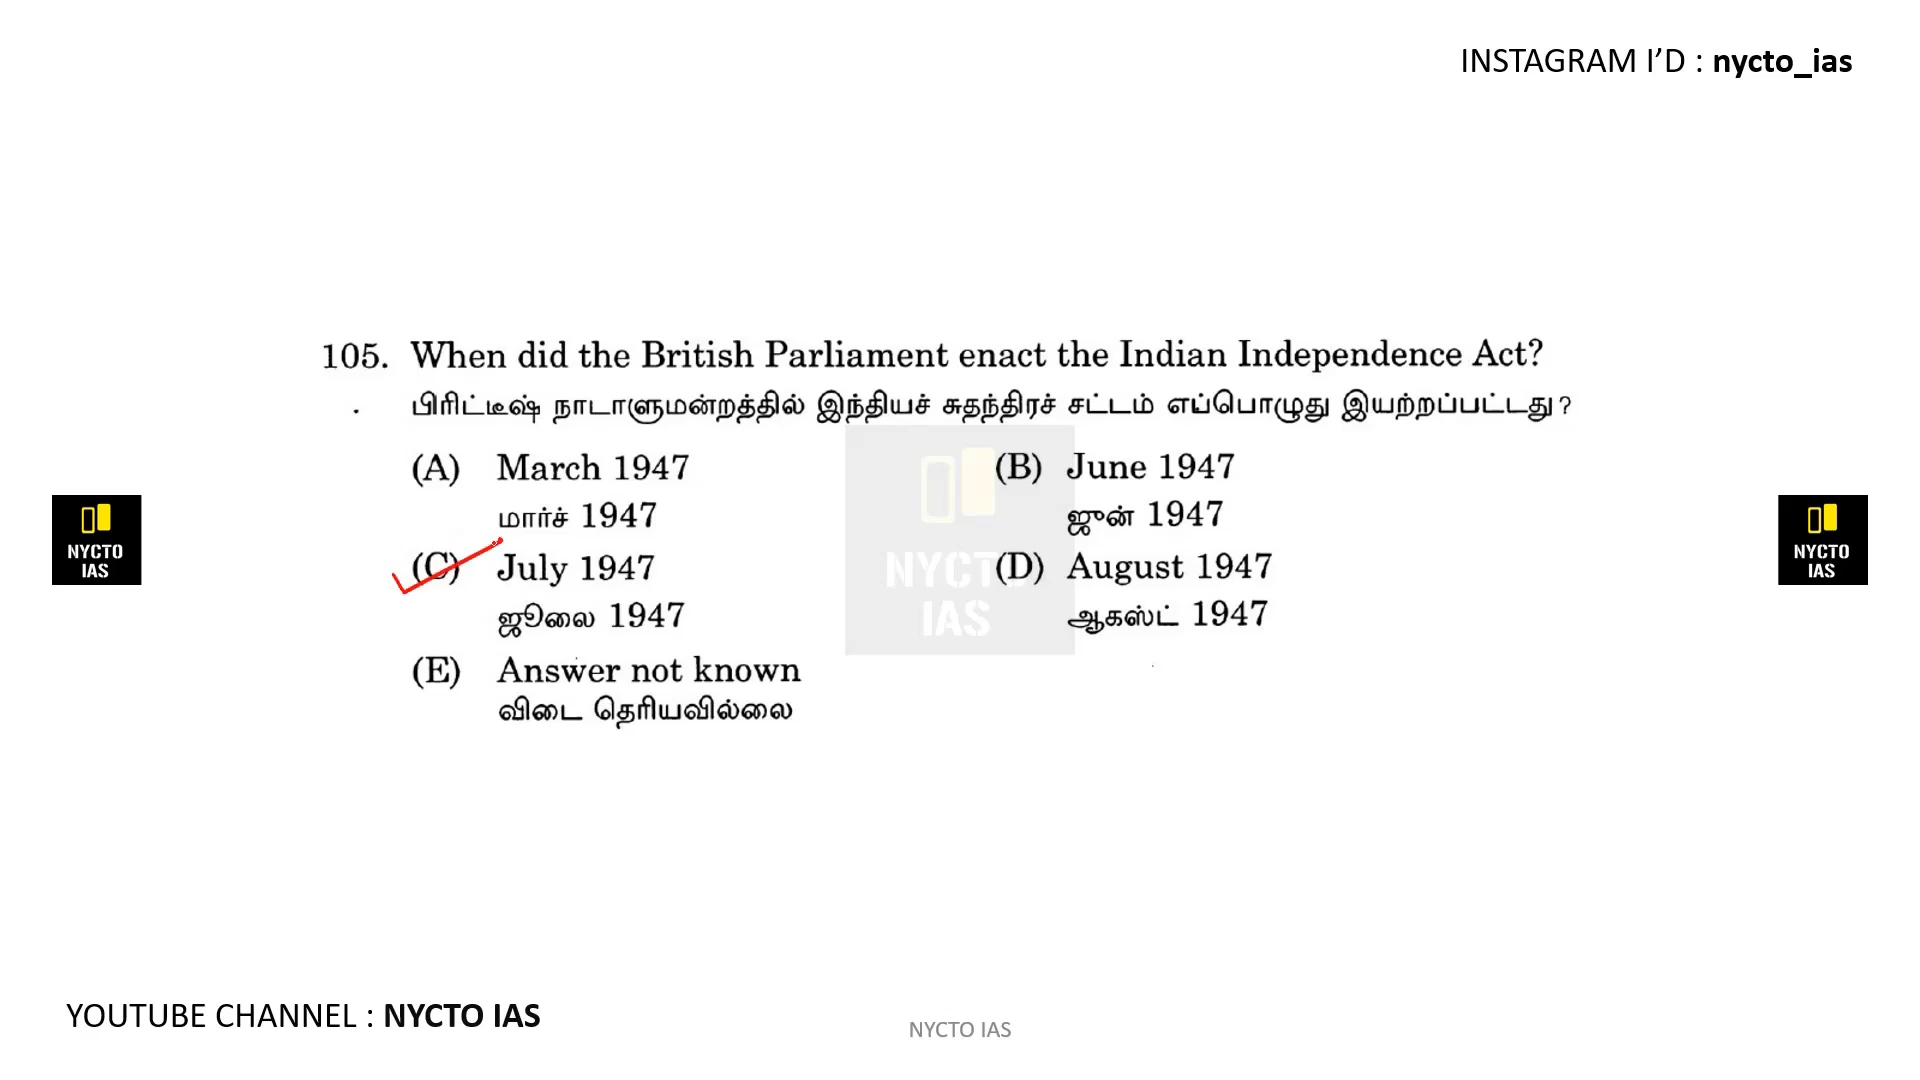 INSTAGRAM I’D : nycto_ias
105. When did the British Parliament enact the Indian Independence Act?
பிரிட்டீஷ் நாடாளுமன்றத்தில் இந்தியச் சுதந்திரச் சட்டம் எப்பொழுது இயற்றப்பட்டது?
(A) March 1947 (B) June 1947
மார்ச் 1947 ஜுன் 1947
(C) July 1947 (D) August 1947
ஜூலை 1947 ஆகஸ்ட் 1947
(E) Answer not known
விடை தெரியவில்லை
NYCTO
IAS
NYCTO
IAS
NYCTO
IAS
YOUTUBE CHANNEL : NYCTO IAS
NYCTO IAS